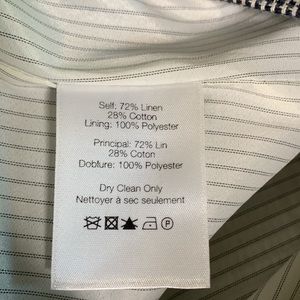 Self: 72% Linen
28% Cotton
Lining: 100% Polyester
Principal: 72% Lin
28% Coton
Dobfure: 100% Polyester
Dry Clean Only
Nettoyer à sec seulement
P